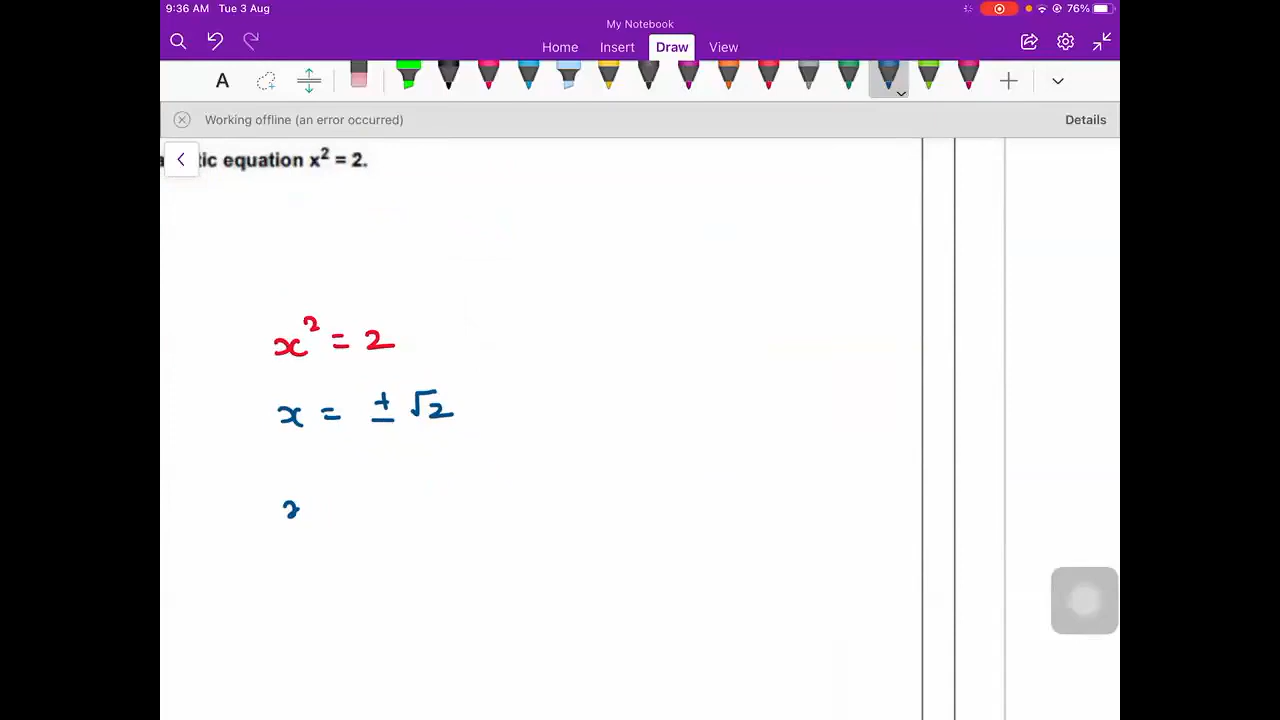 9:36 AM Tue 3 Aug
76%
My Notebook
Home Insert Draw View
A
Working offline (an error occurred) Details
tic equation x² = 2.
x² = 2
x = ± √2